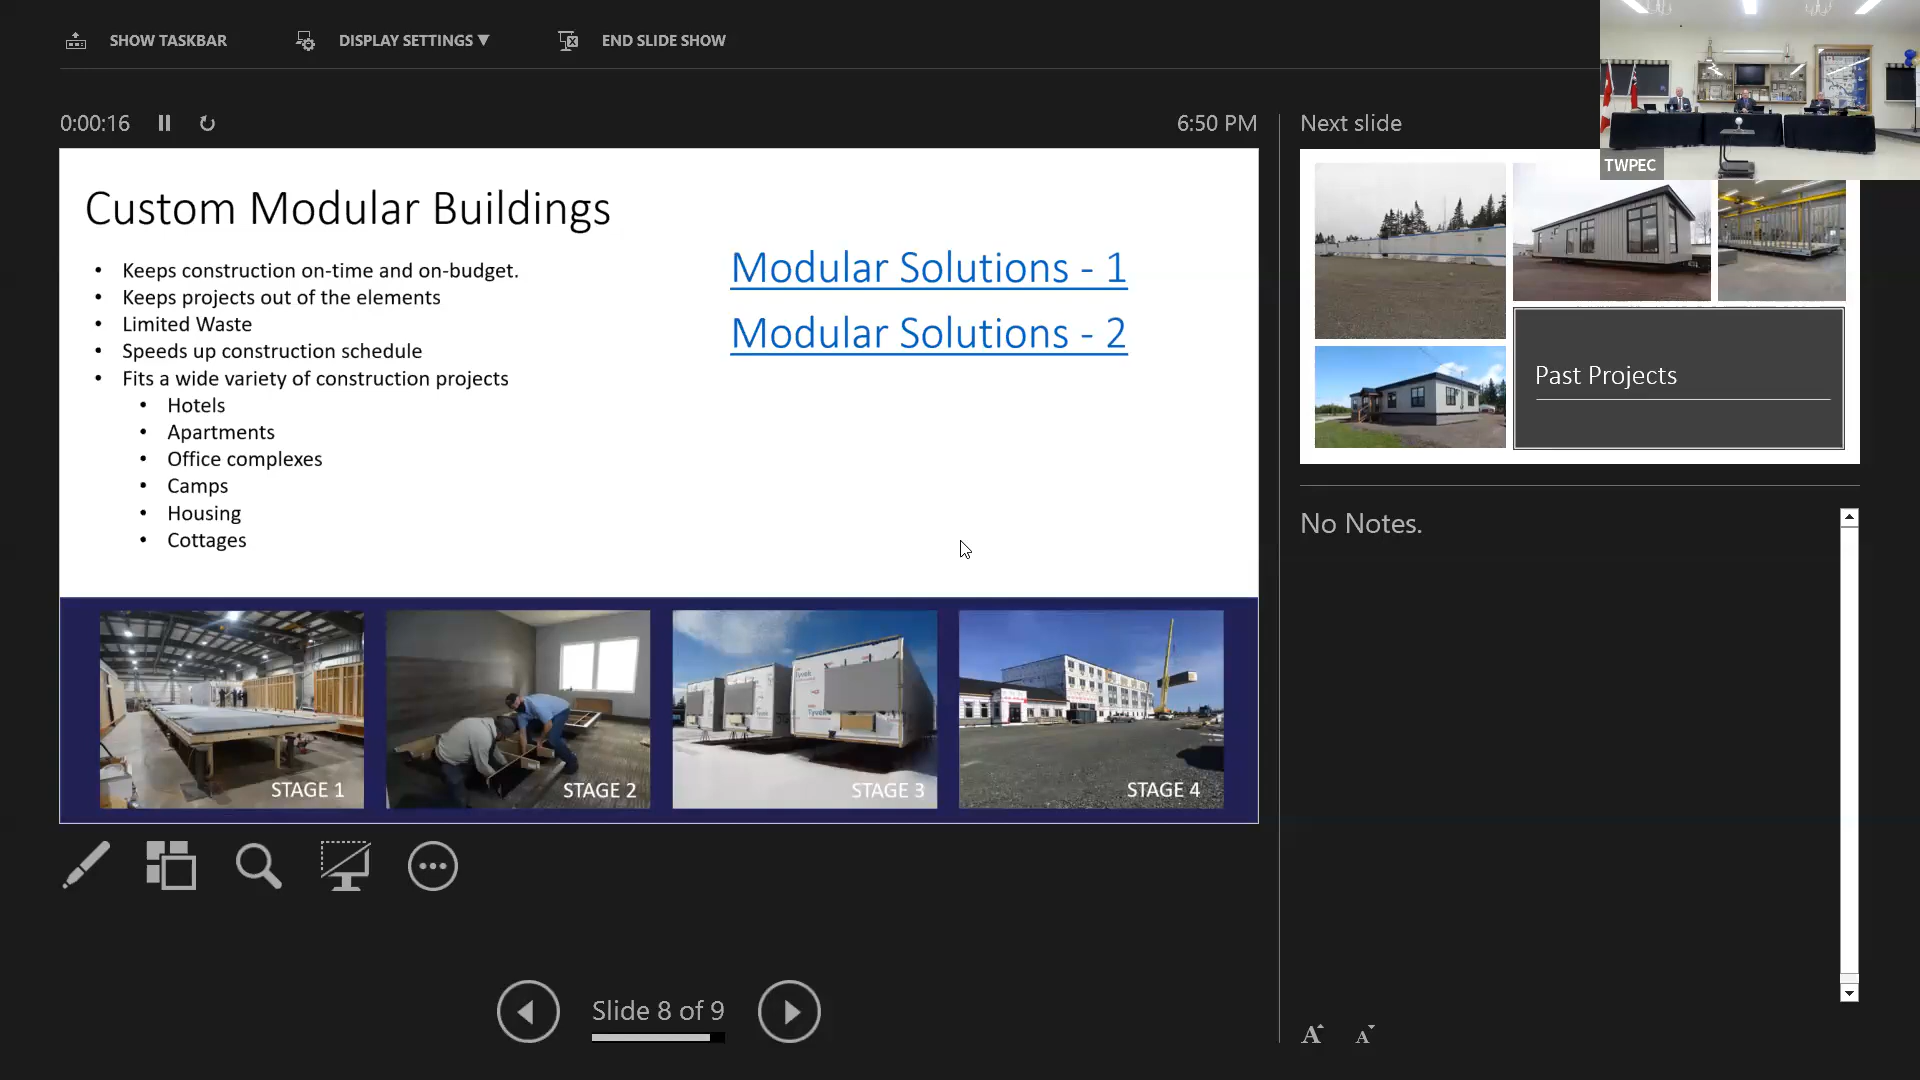 SHOW TASKBAR
DISPLAY SETTINGS ▼
END SLIDE SHOW
0:00:16
6:50 PM
Next slide
TWPEC
Custom Modular Buildings
• Keeps construction on-time and on-budget.
• Keeps projects out of the elements
• Limited Waste
• Speeds up construction schedule
• Fits a wide variety of construction projects
• Hotels
• Apartments
• Office complexes
• Camps
• Housing
• Cottages
Modular Solutions - 1
Modular Solutions - 2
STAGE 1
STAGE 2
STAGE 3
STAGE 4
Past Projects
No Notes.
Slide 8 of 9
A A